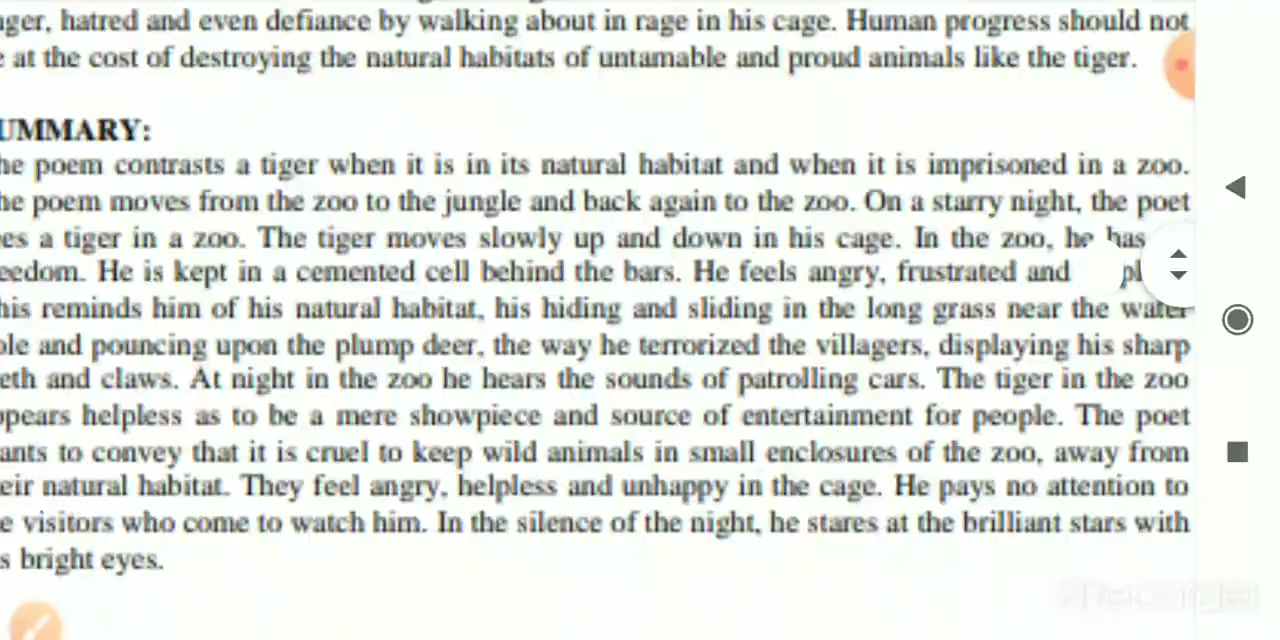 ger, hatred and even defiance by walking about in rage in his cage. Human progress should not
at the cost of destroying the natural habitats of untamable and proud animals like the tiger.
UMMARY:
he poem contrasts a tiger when it is in its natural habitat and when it is imprisoned in a zoo.
he poem moves from the zoo to the jungle and back again to the zoo. On a starry night, the poet
es a tiger in a zoo. The tiger moves slowly up and down in his cage. In the zoo, he has
eedom. He is kept in a cemented cell behind the bars. He feels angry, frustrated and
his reminds him of his natural habitat, his hiding and sliding in the long grass near the water
ole and pouncing upon the plump deer, the way he terrorized the villagers, displaying his sharp
eth and claws. At night in the zoo he hears the sounds of patrolling cars. The tiger in the zoo
ppears helpless as to be a mere showpiece and source of entertainment for people. The poet
ants to convey that it is cruel to keep wild animals in small enclosures of the zoo, away from
eir natural habitat. They feel angry, helpless and unhappy in the cage. He pays no attention to
e visitors who come to watch him. In the silence of the night, he stares at the brilliant stars with
s bright eyes.